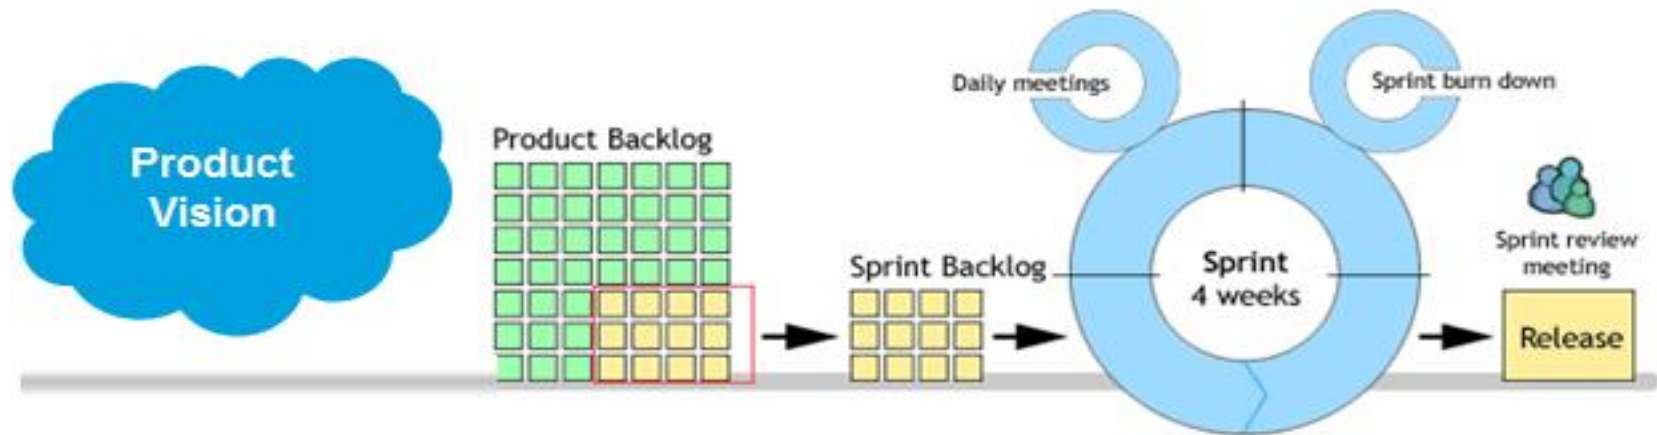 Product
Vision
Product Backlog
Sprint Backlog
Daily meetings
Sprint burn down
Sprint
4 weeks
Sprint review
meeting
Release